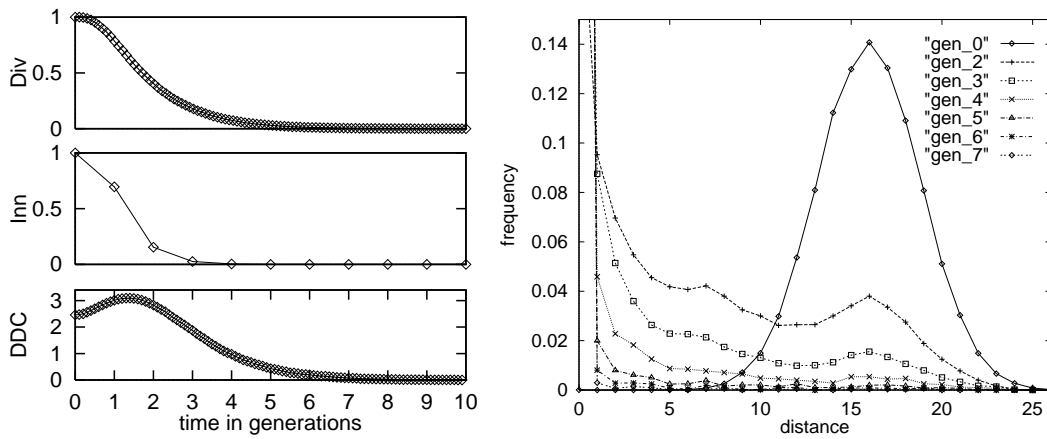 1
0.5
0
Div
1
0.5
0
Inn
3
2
1
0
DDC
0 1 2 3 4 5 6 7 8 9 10
time in generations
0.14
0.12
0.1
0.08
0.06
0.04
0.02
0
frequency
0 5 10 15 20 25
distance
"gen_0"
"gen_2"
"gen_3"
"gen_4"
"gen_5"
"gen_6"
"gen_7"